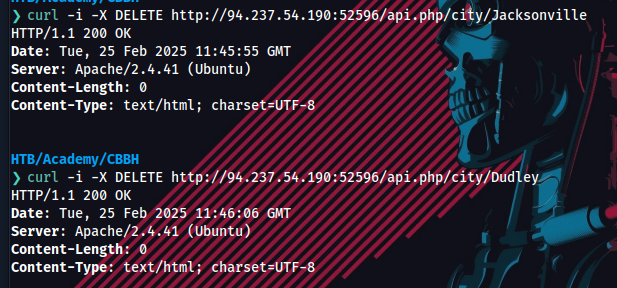 ❯ curl -i -X DELETE http://94.237.54.190:52596/api.php/city/Jacksonville
HTTP/1.1 200 OK
Date: Tue, 25 Feb 2025 11:45:55 GMT
Server: Apache/2.4.41 (Ubuntu)
Content-Length: 0
Content-Type: text/html; charset=UTF-8
HTB/Academy/CBBH
❯ curl -i -X DELETE http://94.237.54.190:52596/api.php/city/Dudley
HTTP/1.1 200 OK
Date: Tue, 25 Feb 2025 11:46:06 GMT
Server: Apache/2.4.41 (Ubuntu)
Content-Length: 0
Content-Type: text/html; charset=UTF-8